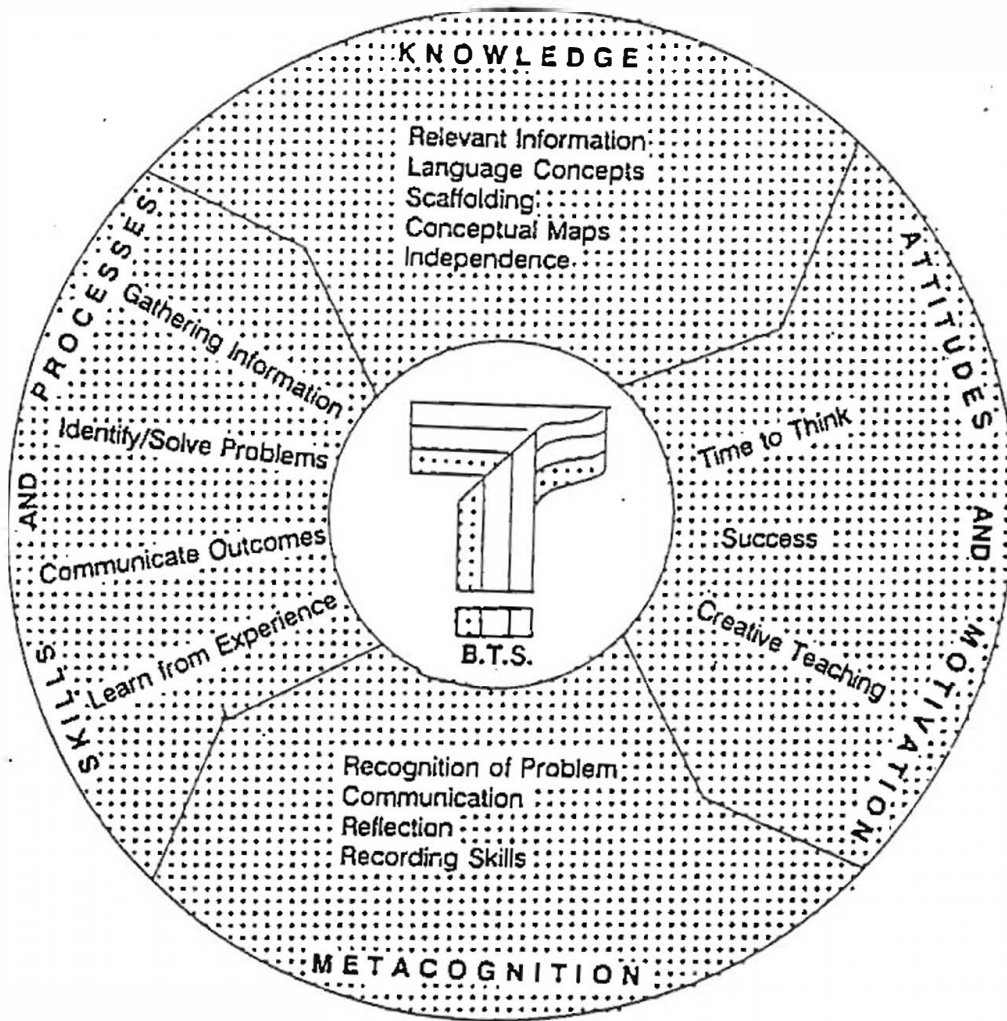 KNOWLEDGE
Relevant Information
Language Concepts
Scaffolding
Conceptual Maps
Independence
ATTITUDES AND MOTIVATION
Time to Think
Success
Creative Teaching
METACOGNITION
Recognition of Problem
Communication
Reflection
Recording Skills
SKILLS AND PROCESSES
Gathering Information
Identify/Solve Problems
Communicate Outcomes
Learn from Experience
B.T.S.